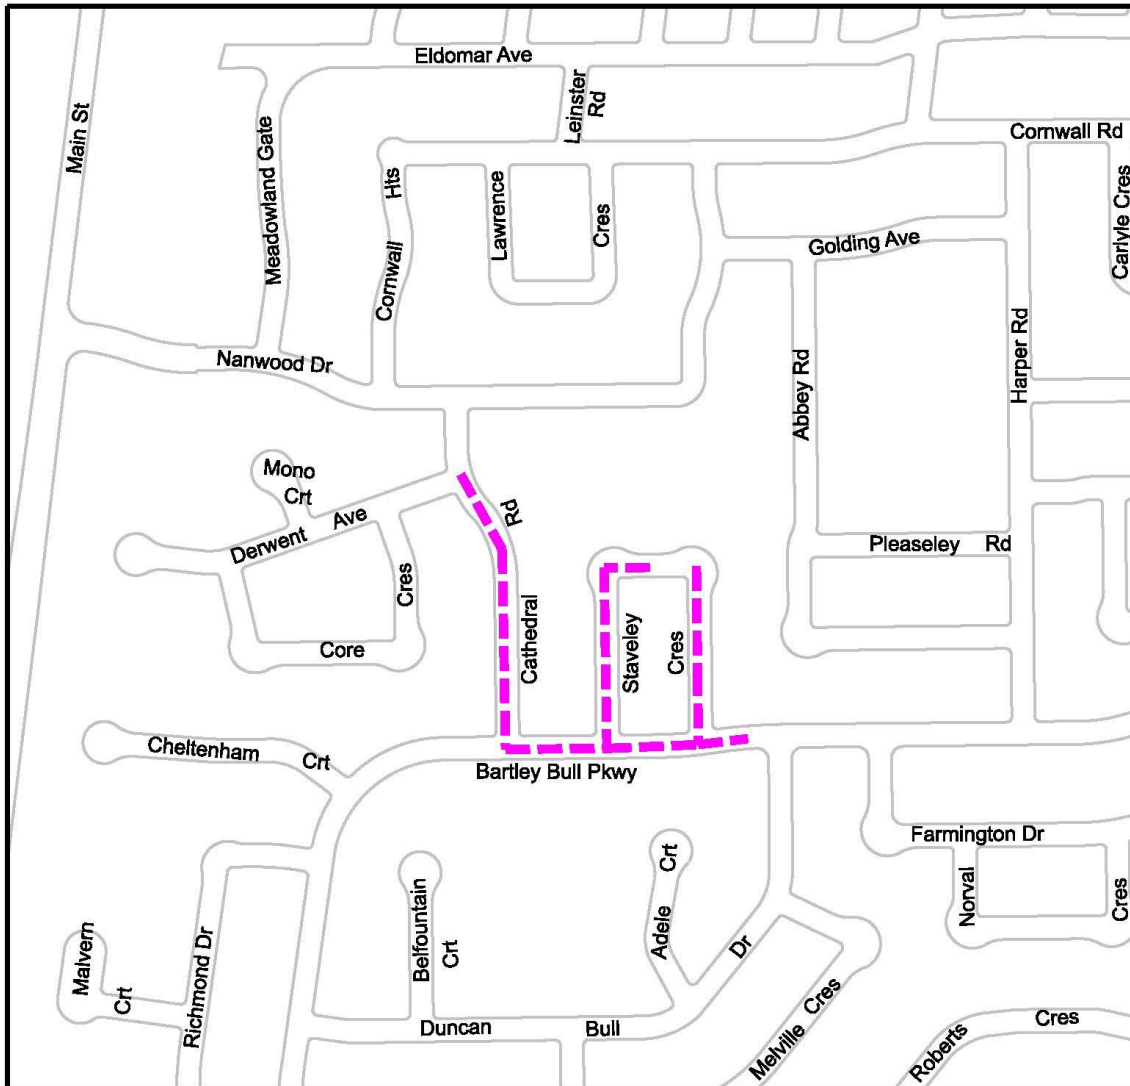 Eldomar Ave
Main St
Leinster
Rd
Cornwall Rd
Meadowland Gate
Hts
Cornwall
Lawrence
Cres
Carlyle Cres
Golding Ave
Nanwood Dr
Harper Rd
Abbey Rd
Mono
Crt
Rd
Cathedral
Derwent
Ave
Pleaseley
Rd
Cres
Core
Staveley
Cres
Cheltenham
Crt
Bartley Bull Pkwy
Farmington Dr
Crt
Adele
Norval
Cres
Belfountain
Crt
Malvern
Crt
Richmond Dr
Dr
Duncan
Bull
Melville
Cres
Roberts
Cres